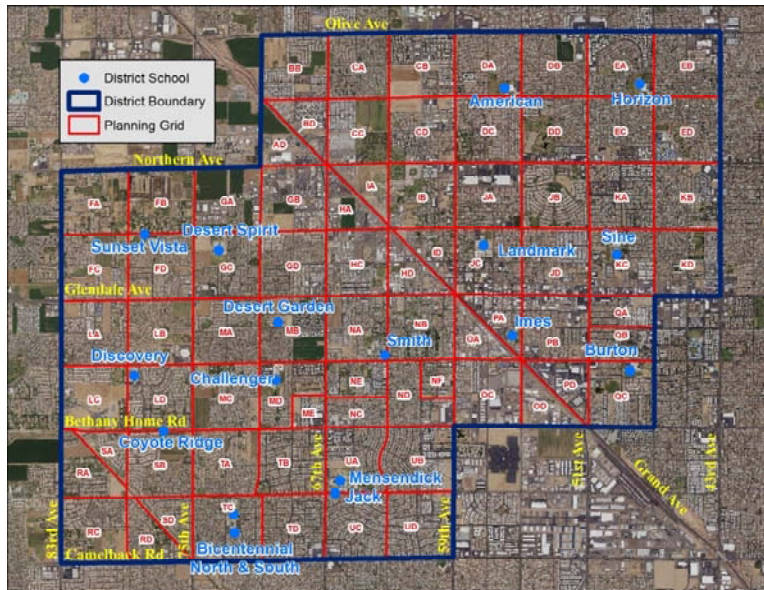 Olive Ave
District School
District Boundary
Planning Grid
BB CA CB DA DB EA EB
American
Horizon
BD AD CC CD DC DD EC ED
Northern Ave
FA FB GA GB HA IA IB JA JB KA KB
Sunset Vista
Desert Spirit
Landmark
Sine
FC FD GC GD HC HD ID JC JD KC KD
Glendale Ave
Desert Garden
LA LB MA MB NA NB OA PA PB QA QB
Smith
Imes
Burton
Discovery
Challenger
LC LD MC MD ME NE NC ND NF OC OD PD QC
Bethany Home Rd
Coyote Ridge
SA SB RA TA TB UA UB
67th Ave
Mensendick
Jack
83rd Ave
75th Ave
59th Ave
51st Ave
43rd Ave
Grand Ave
RC RD SD TC TD UC UD
Bicentennial
North & South
Camelback Rd